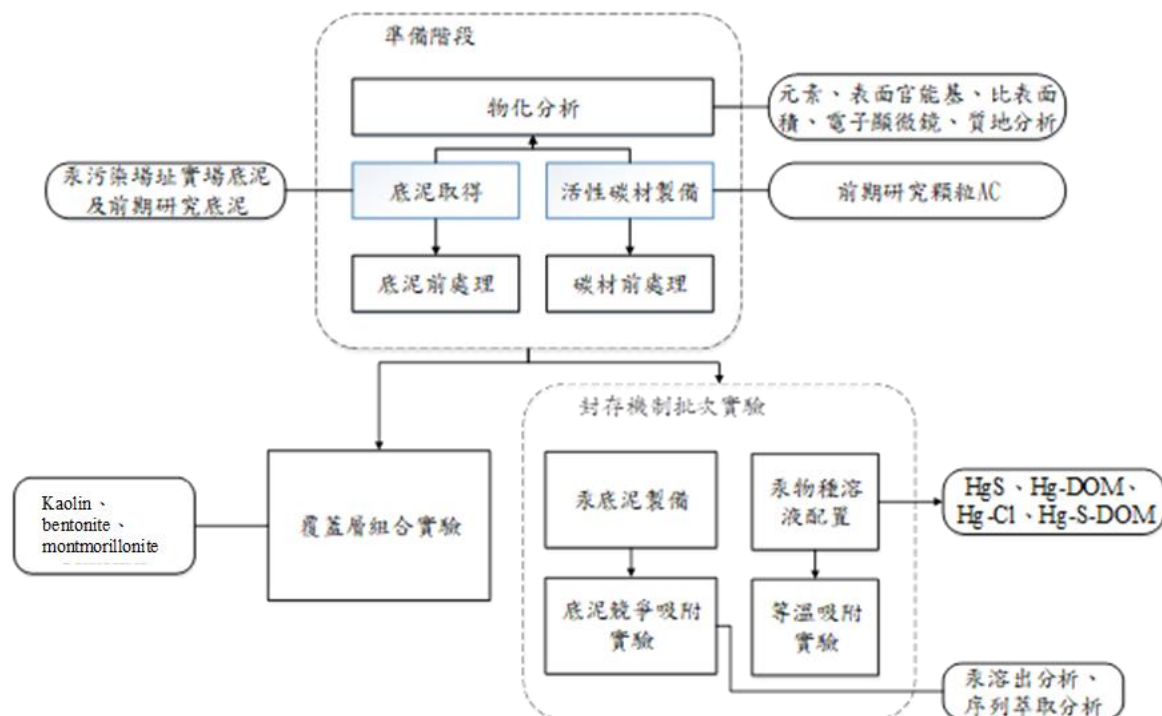 準備階段
物化分析
元素、表面官能基、比表面
積、電子顯微鏡、質地分析
汞污染場址實場底泥
及前期研究底泥
底泥取得
活性碳材製備
前期研究顆粒AC
底泥前處理
碳材前處理
封存機制批次實驗
Kaolin、
bentonite、
montmorillonite
覆蓋層組合實驗
汞底泥製備
汞物種溶
液配置
HgS、Hg-DOM、
Hg-Cl、Hg-S-DOM
底泥競爭吸附
實驗
等溫吸附
實驗
汞溶出分析、
序列萃取分析